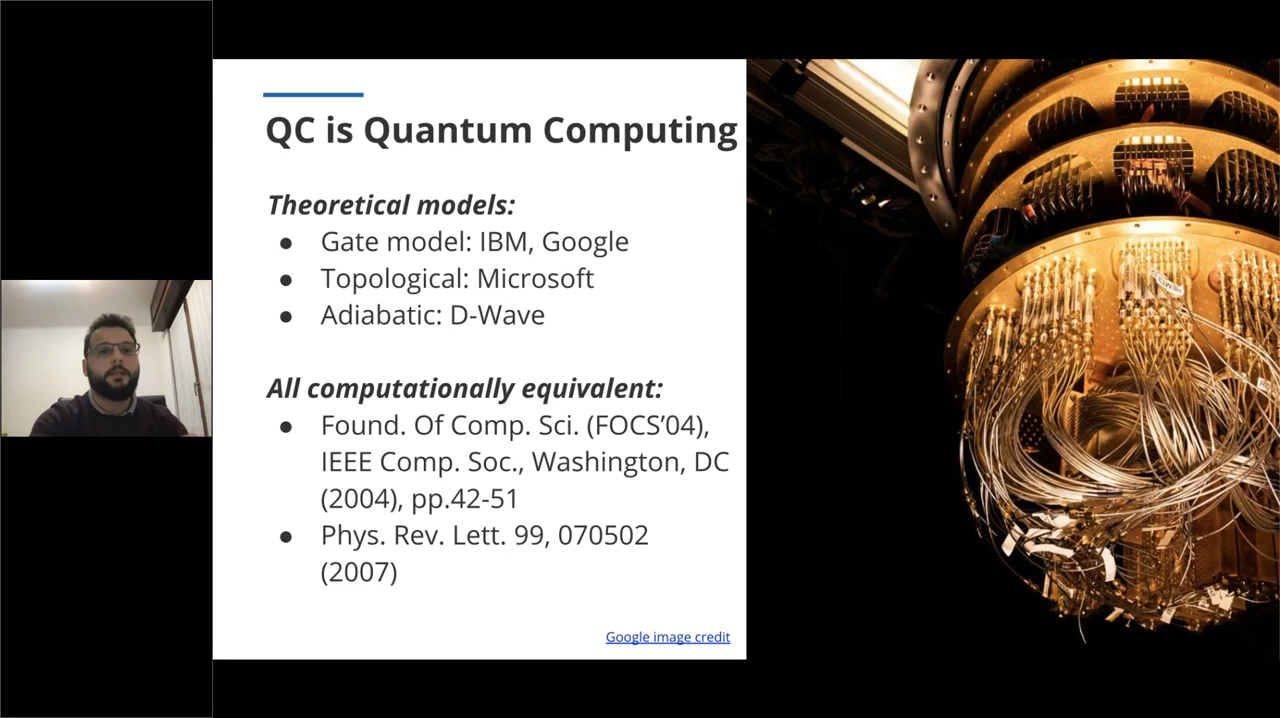 QC is Quantum Computing
Theoretical models:
● Gate model: IBM, Google
● Topological: Microsoft
● Adiabatic: D-Wave
All computationally equivalent:
● Found. Of Comp. Sci. (FOCS’04),
IEEE Comp. Soc., Washington, DC
(2004), pp.42-51
● Phys. Rev. Lett. 99, 070502
(2007)
Google image credit